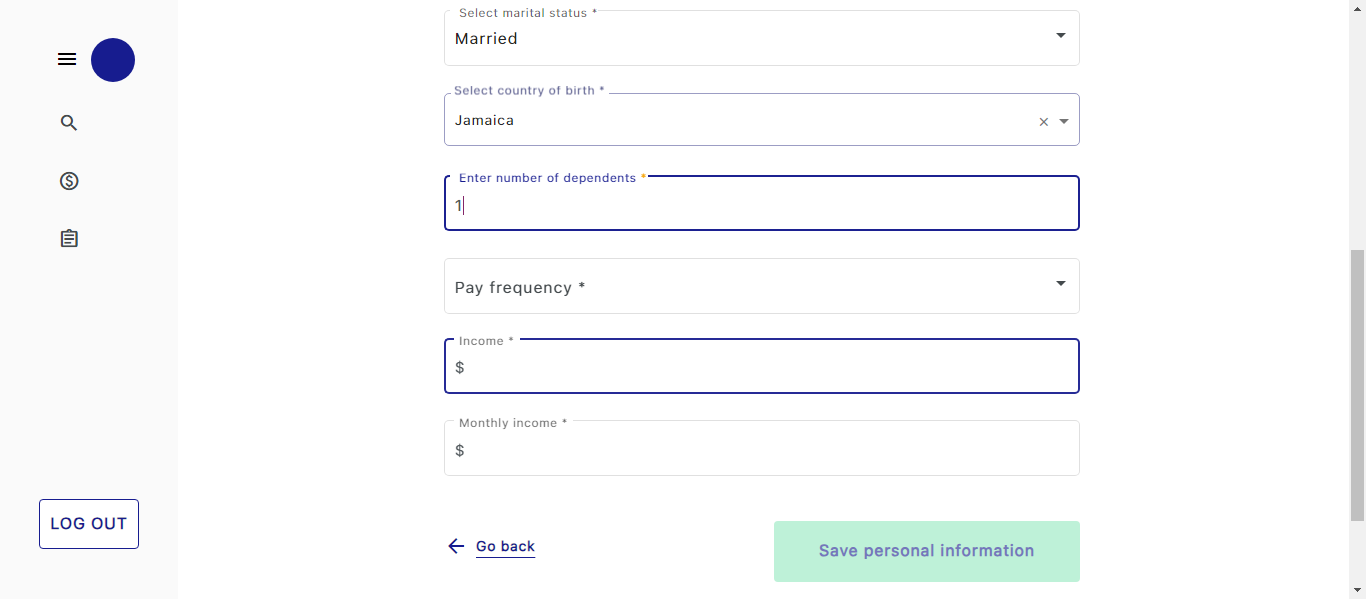 Select marital status *
Married
Select country of birth *
Jamaica
Enter number of dependents *
1
Pay frequency *
Income *
$
Monthly income *
$
LOG OUT
Go back
Save personal information